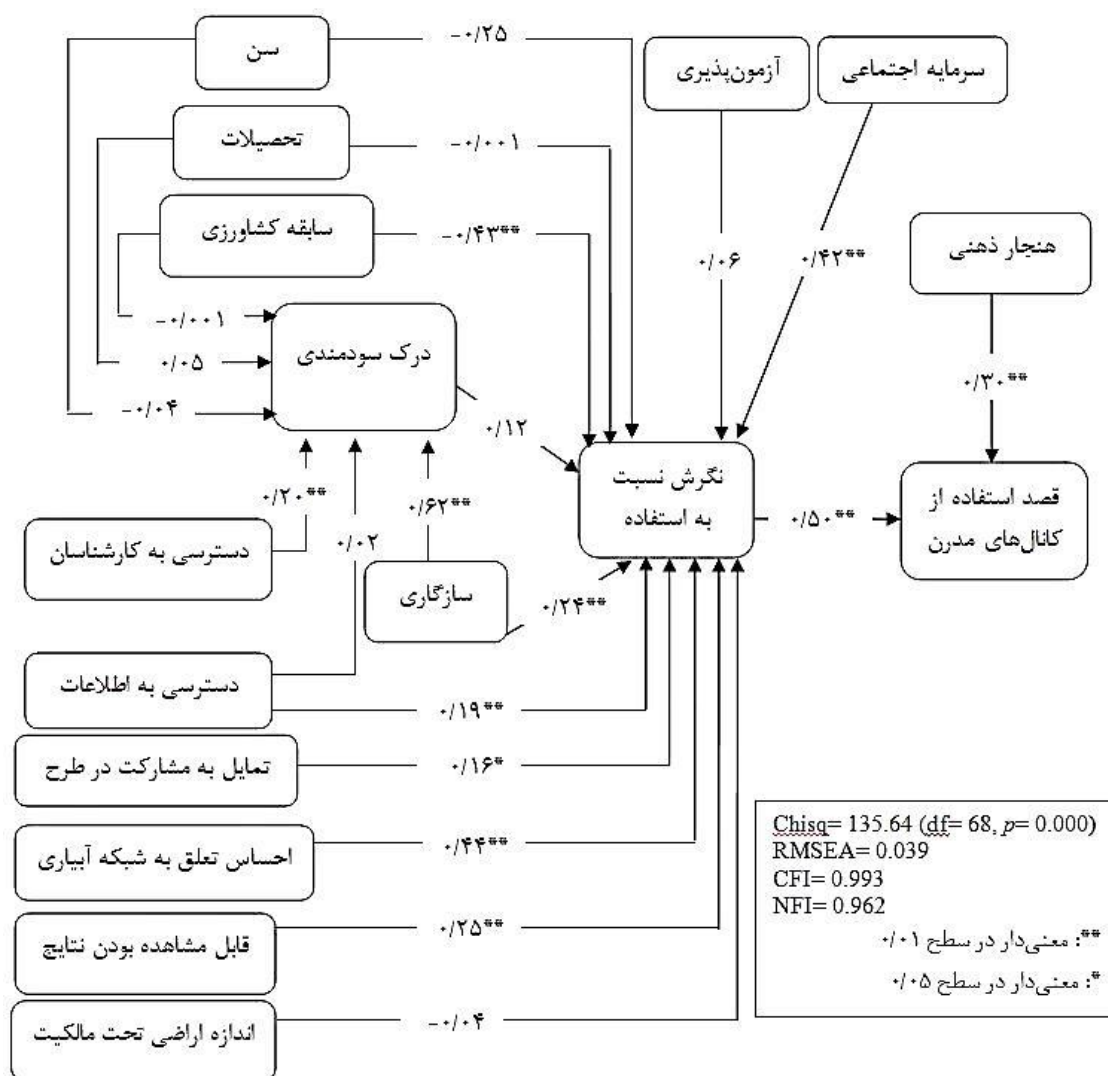 سن
-۰/۲۵
آزمون‌پذیری
سرمایه اجتماعی
تحصیلات
-۰/۰۰۱
سابقه کشاورزی
-۰/۴۳**
۰/۰۶
۰/۴۲**
هنجار ذهنی
-۰/۰۰۱
۰/۰۵
-۰/۰۴
درک سودمندی
۰/۱۲
۰/۳۰**
نگرش نسبت
به استفاده
۰/۵۰**
قصد استفاده از
کانال‌های مدرن
۰/۲۰**
۰/۰۲
۰/۶۲**
دسترسی به کارشناسان
سازگاری
۰/۲۴**
دسترسی به اطلاعات
۰/۱۹**
تمایل به مشارکت در طرح
۰/۱۶*
احساس تعلق به شبکه آبیاری
۰/۴۴**
قابل مشاهده بودن نتایج
۰/۲۵**
اندازه اراضی تحت مالکیت
-۰/۰۴
Chisq= 135.64 (df= 68, p= 0.000)
RMSEA= 0.039
CFI= 0.993
NFI= 0.962
**: معنی‌دار در سطح ۰/۰۱
*: معنی‌دار در سطح ۰/۰۵